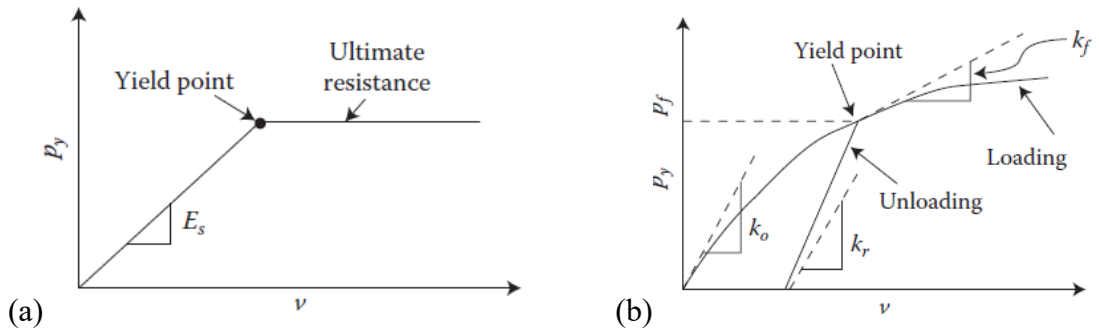 Ultimate
resistance
Yield point
p_y
E_s
ν
(a)
Yield point
k_f
p_f
p_y
Loading
Unloading
k_o
k_r
ν
(b)